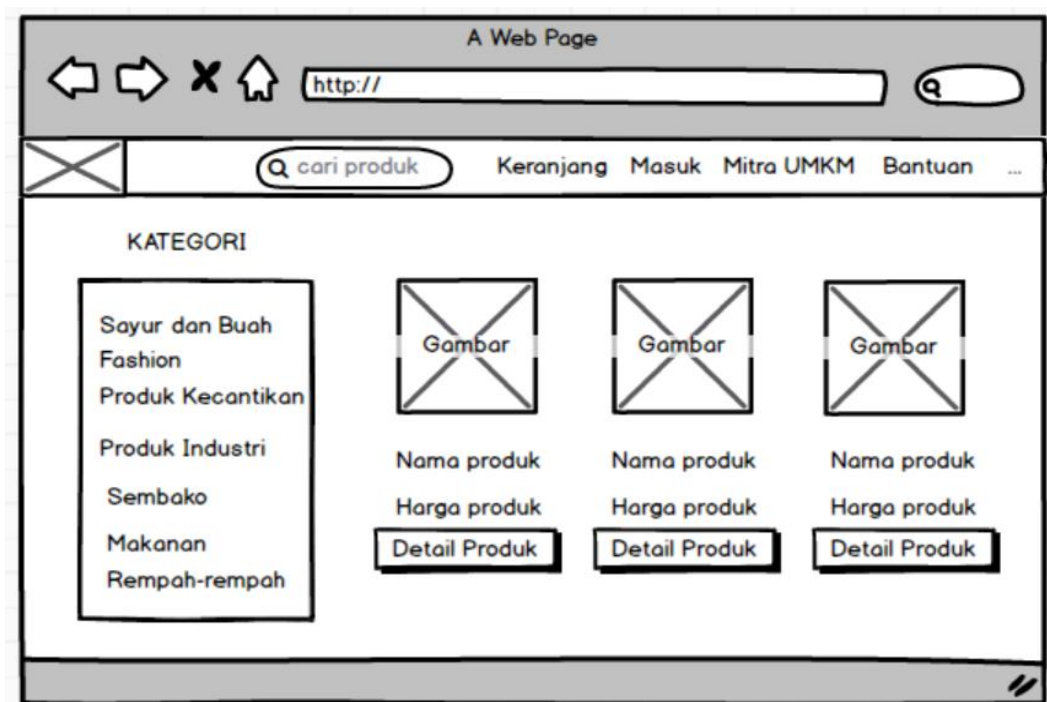 A Web Page
http://
cari produk Keranjang Masuk Mitra UMKM Bantuan ...
KATEGORI
Sayur dan Buah
Fashion
Produk Kecantikan
Produk Industri
Sembako
Makanan
Rempah-rempah
Gambar Gambar Gambar
Nama produk Nama produk Nama produk
Harga produk Harga produk Harga produk
Detail Produk Detail Produk Detail Produk